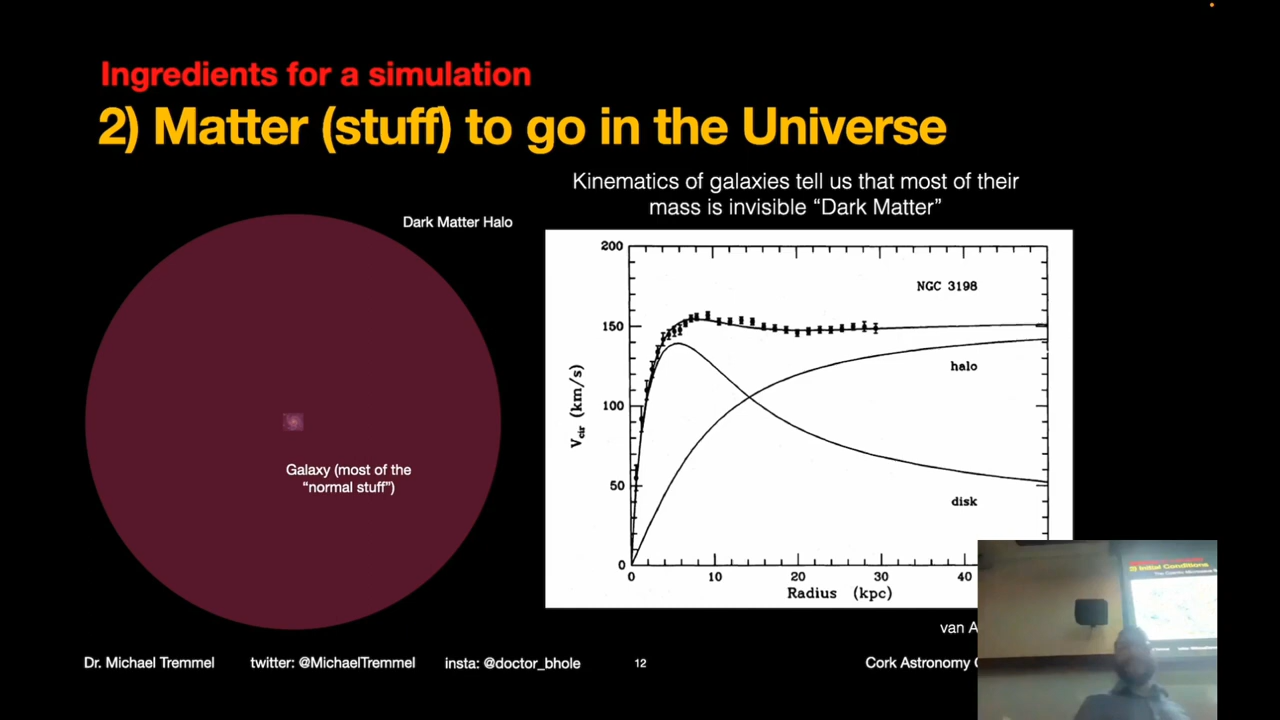 Ingredients for a simulation
2) Matter (stuff) to go in the Universe
Kinematics of galaxies tell us that most of their
mass is invisible “Dark Matter”
Dark Matter Halo
Galaxy (most of the
“normal stuff”)
200
150
100
50
0
V_cir (km/s)
NGC 3198
halo
disk
0 10 20 30 40
Radius (kpc)
van A
Dr. Michael Tremmel twitter: @MichaelTremmel insta: @doctor_bhole 12 Cork Astronomy
Initial Conditions